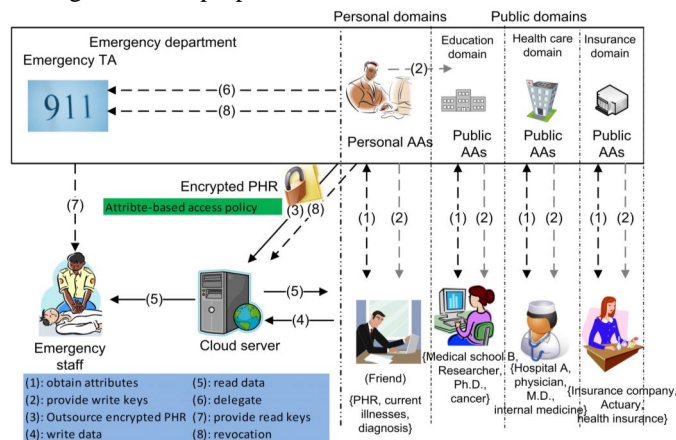 Personal domains
Public domains
Emergency department
Emergency TA
911
(6)
(8)
(2)
Education
domain
Health care
domain
Insurance
domain
Personal AAs
Public
AAs
Public
AAs
Public
AAs
Encrypted PHR
Attribte-based access policy
(3) (8)
(7)
(1)
(2)
(1)
(2)
(1)
(2)
(1)
(2)
(5)
(5)
(4)
Emergency
staff
Cloud server
(Friend)
{PHR, current
illnesses,
diagnosis}
{Medical school B,
Researcher,
Ph.D.,
cancer}
{Hospital A,
physician,
M.D.,
internal medicine}
{Insurance company,
Actuary,
health insurance}
(1): obtain attributes
(2): provide write keys
(3): Outsource encrypted PHR
(4): write data
(5): read data
(6): delegate
(7): provide read keys
(8): revocation